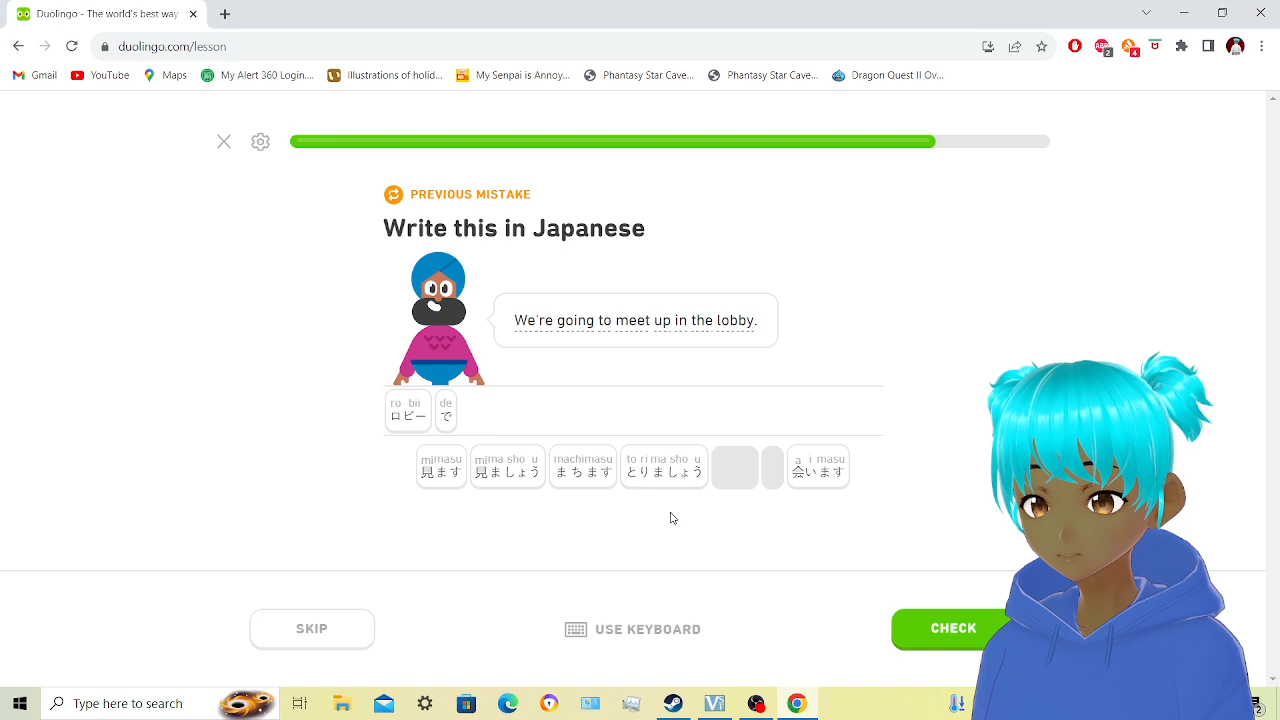 Duolingo - The world's best way
duolingo.com/lesson
2
4
Gmail
YouTube
Maps
My Alert 360 Login...
Illustrations of holid...
My Senpai is Annoy...
Phantasy Star Cave...
Phantasy Star Cave...
Dragon Quest II Ov...
PREVIOUS MISTAKE
Write this in Japanese
We're going to meet up in the lobby.
ro bii de
ロビー で
mimasu mima sho u machimasu to ri ma sho u a i masu
見ます 見ましょう まちます とりましょう 会います
SKIP
USE KEYBOARD
CHECK
Type here to search